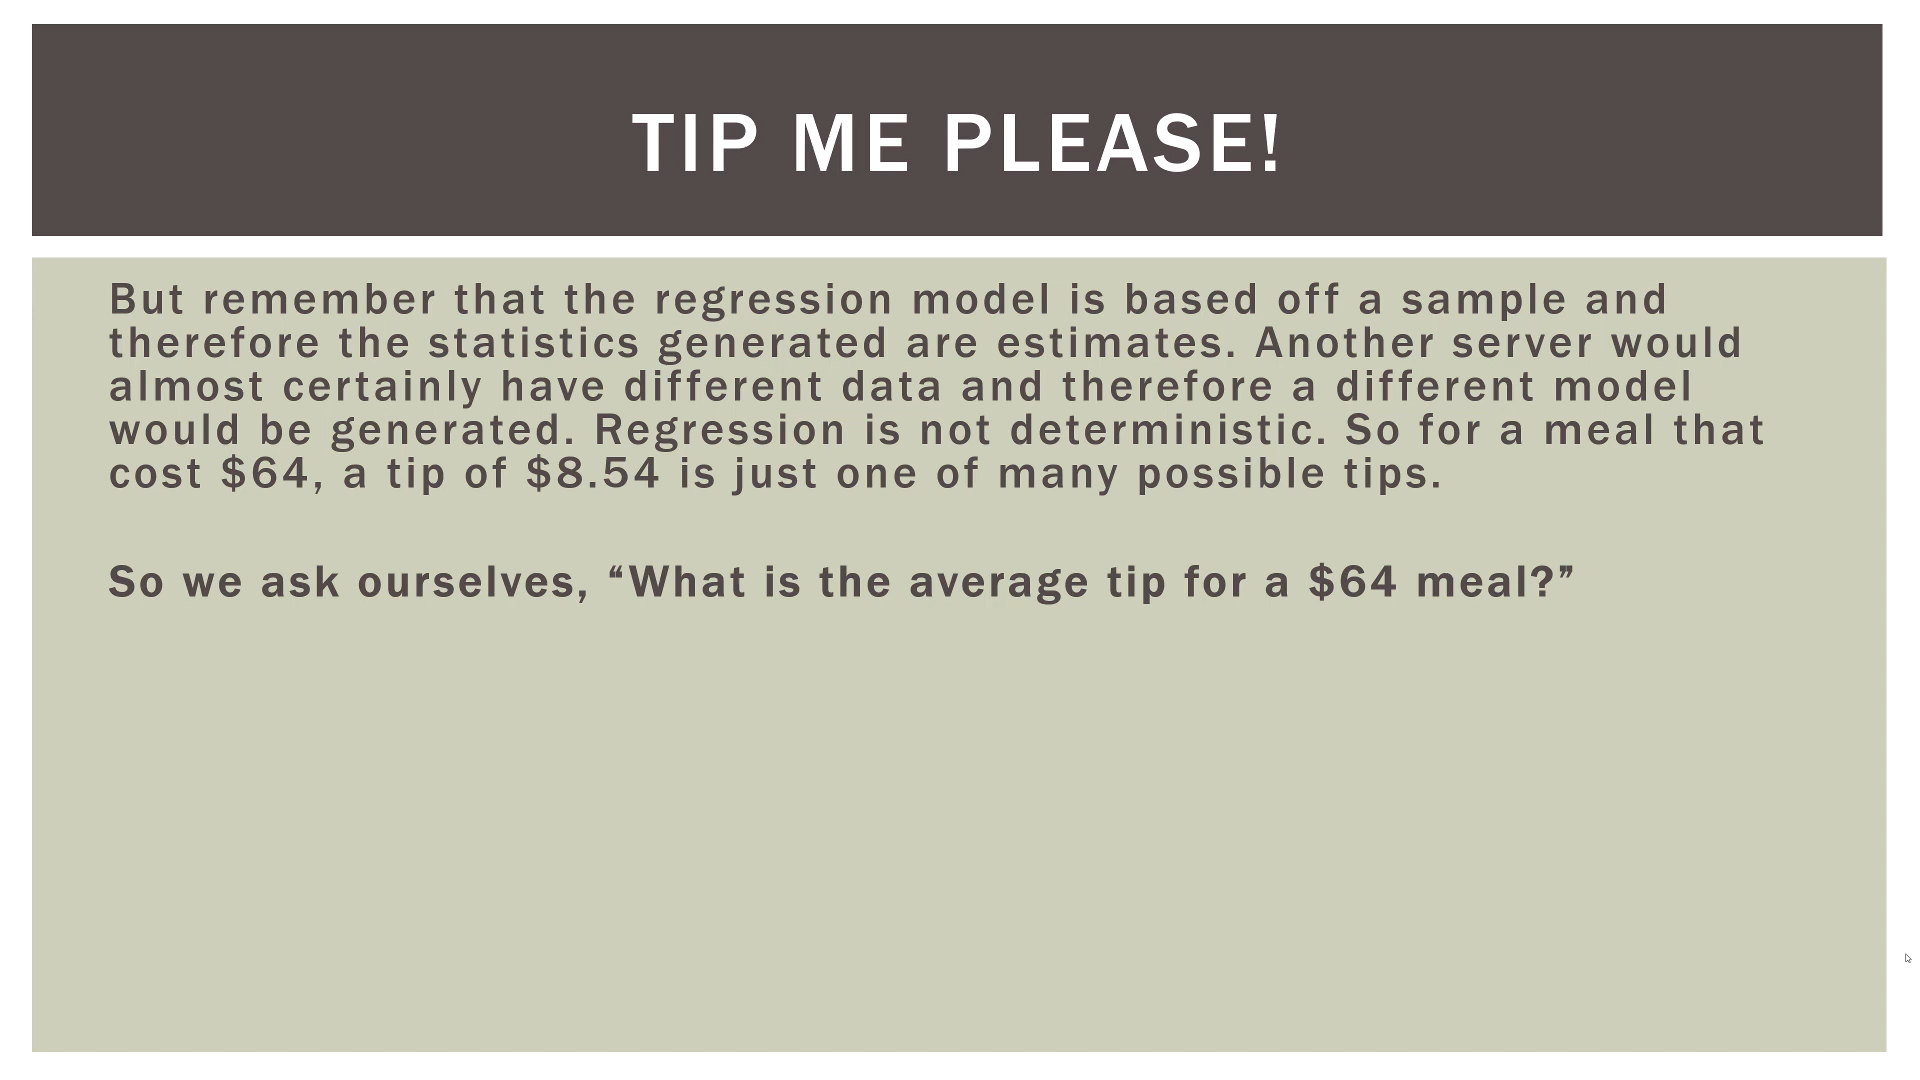 TIP ME PLEASE!
But remember that the regression model is based off a sample and
therefore the statistics generated are estimates. Another server would
almost certainly have different data and therefore a different model
would be generated. Regression is not deterministic. So for a meal that
cost $64, a tip of $8.54 is just one of many possible tips.
So we ask ourselves, “What is the average tip for a $64 meal?”